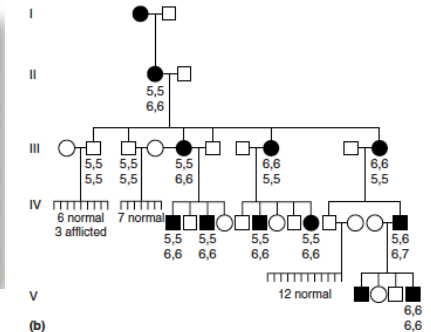 I
II
5,5
6,6
III
5,5 5,5 5,5 6,6 6,6
5,5 5,5 6,6 5,5 5,5
IV
6 normal 7 normal
3 afflicted
5,5 5,5 5,5 5,5 5,6
6,6 6,6 6,6 6,6 6,7
12 normal
V
6,6
6,6
(b)